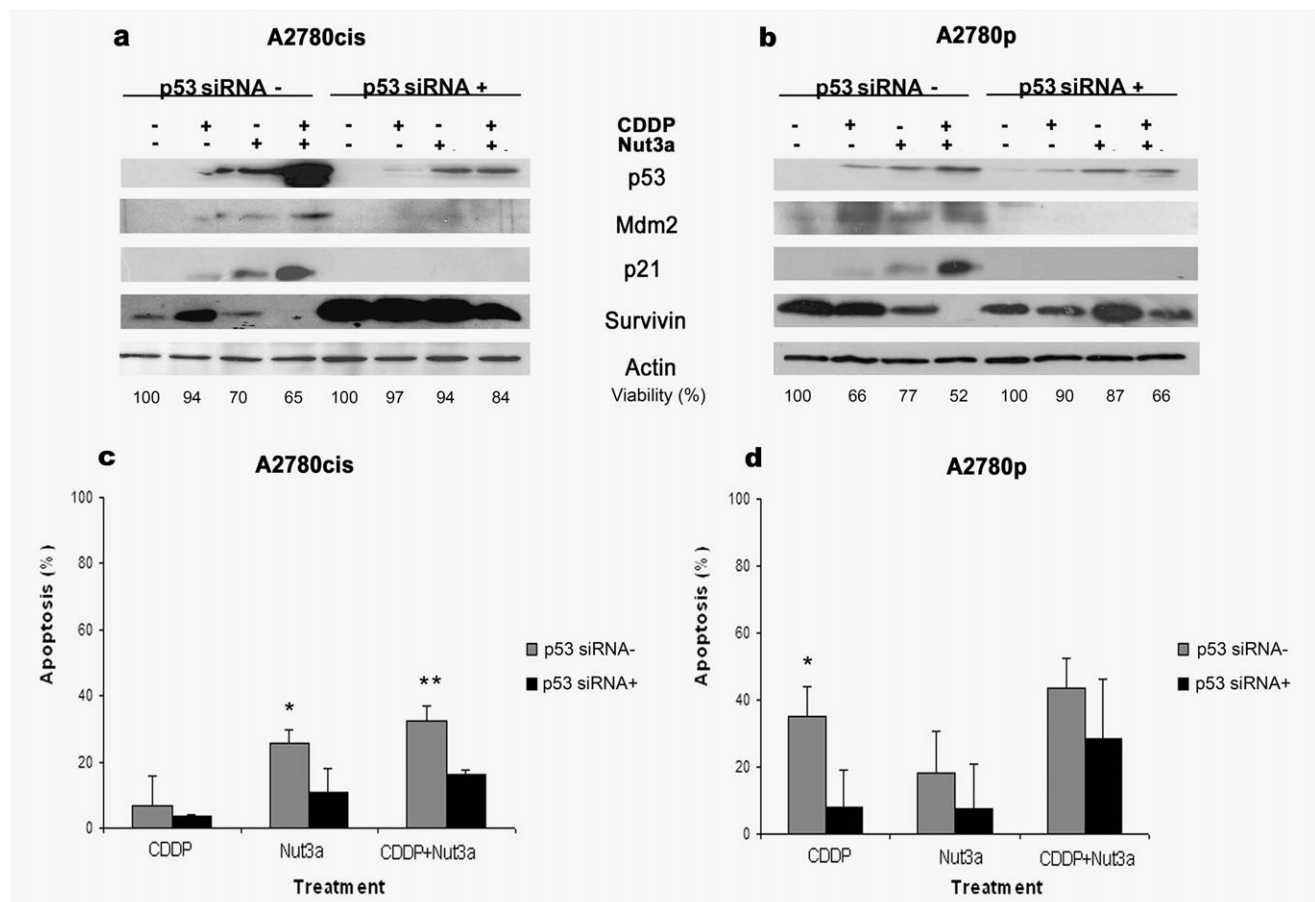 a
A2780cis
b
A2780p
p53 siRNA -
p53 siRNA +
p53 siRNA -
p53 siRNA +
- + - + - + - +
CDDP
- + - + - + - +
- - + + - - + +
Nut3a
- - + + - - + +
p53
Mdm2
p21
Survivin
Actin
100 94 70 65 100 97 94 84
Viability (%)
100 66 77 52 100 90 87 66
c
A2780cis
d
A2780p
100
80
60
40
20
0
Apoptosis (%)
*
**
p53 siRNA-
p53 siRNA+
CDDP
Nut3a
CDDP+Nut3a
Treatment
100
80
60
40
20
0
Apoptosis (%)
*
p53 siRNA-
p53 siRNA+
CDDP
Nut3a
CDDP+Nut3a
Treatment